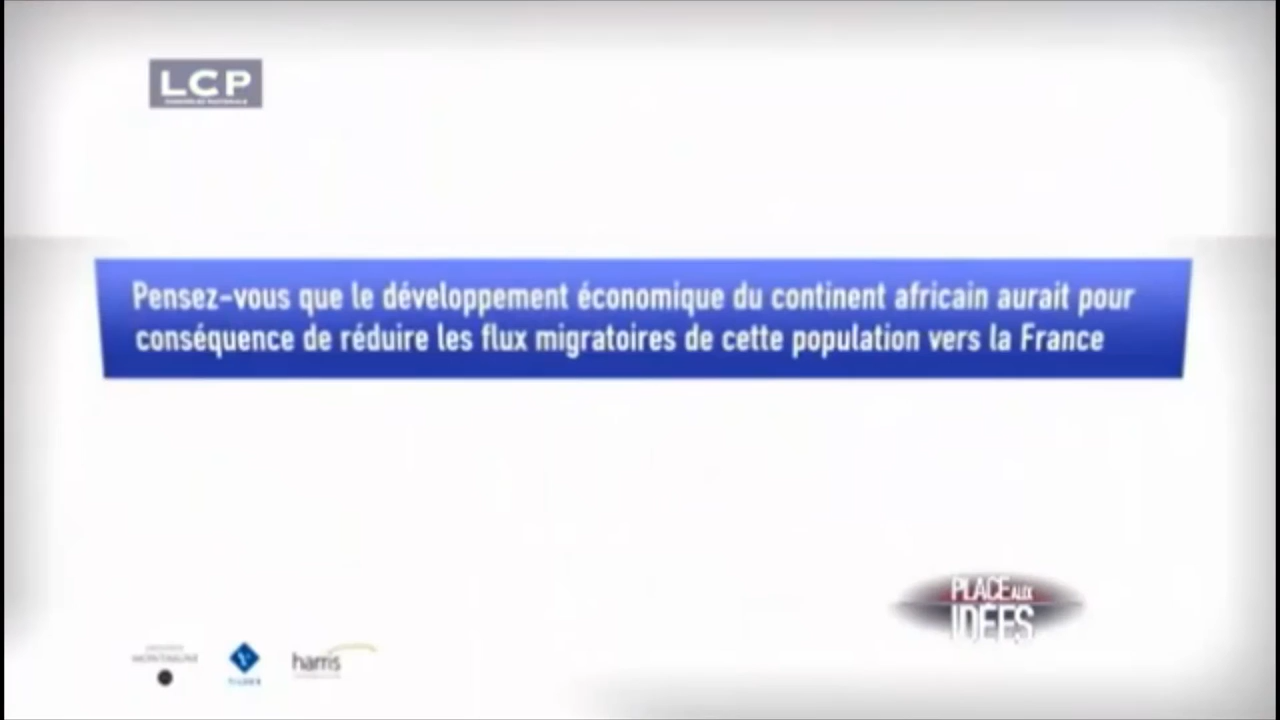 LCP
Pensez-vous que le développement économique du continent africain aurait pour
conséquence de réduire les flux migratoires de cette population vers la France
PLACE AUX
IDÉES
MONTAIGNE
harris